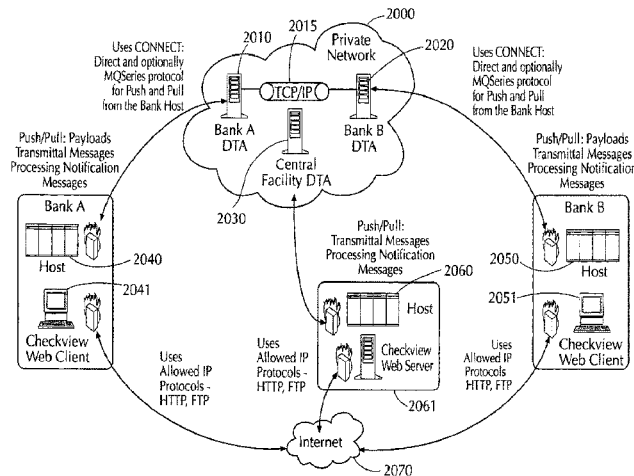 2010
2015
2000
Uses CONNECT:
Direct and optionally
MQSeries protocol
for Push and Pull
from the Bank Host
Private
Network
2020
Uses CONNECT:
Direct and optionally
MQSeries protocol
for Push and Pull
from the Bank Host
TCP/IP
Bank A
DTA
Bank B
DTA
Central
Facility DTA
2030
Push/Pull: Payloads
Transmittal Messages
Processing Notification
Messages
Push/Pull: Payloads
Transmittal Messages
Processing Notification
Messages
Bank A
Host
2040
2041
Checkview
Web Client
Push/Pull:
Transmittal Messages
Processing Notification
Messages
2060
Host
Checkview
Web Server
2061
Bank B
2050
Host
2051
Checkview
Web Client
Uses
Allowed IP
Protocols -
HTTP, FTP
Uses
Allowed IP
Protocols -
HTTP, FTP
Uses
Allowed IP
Protocols -
HTTP, FTP
Internet
2070